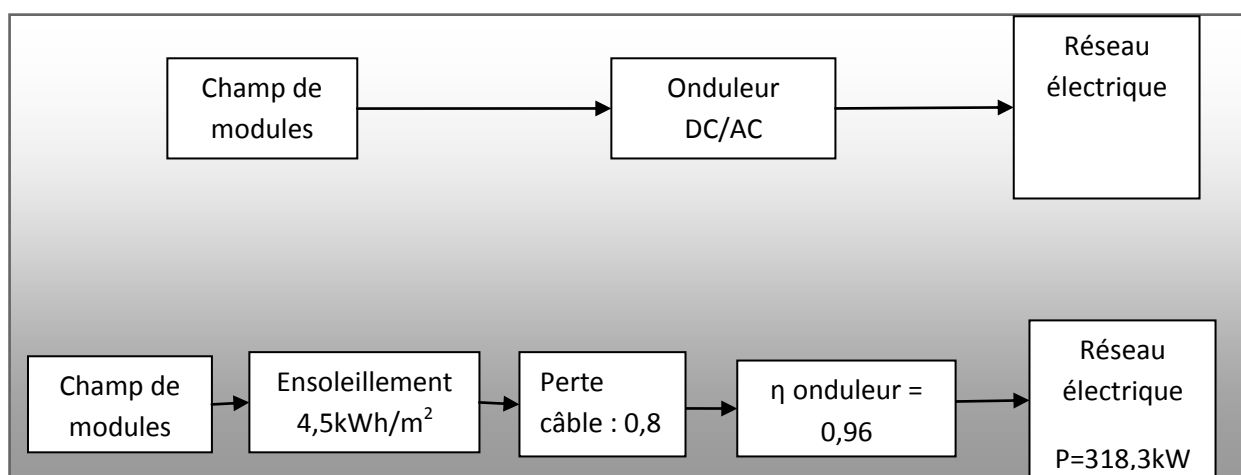 Champ de
modules
Onduleur
DC/AC
Réseau
électrique
Champ de
modules
Ensoleillement
4,5kWh/m²
Perte
câble : 0,8
η onduleur =
0,96
Réseau
électrique
P=318,3kW